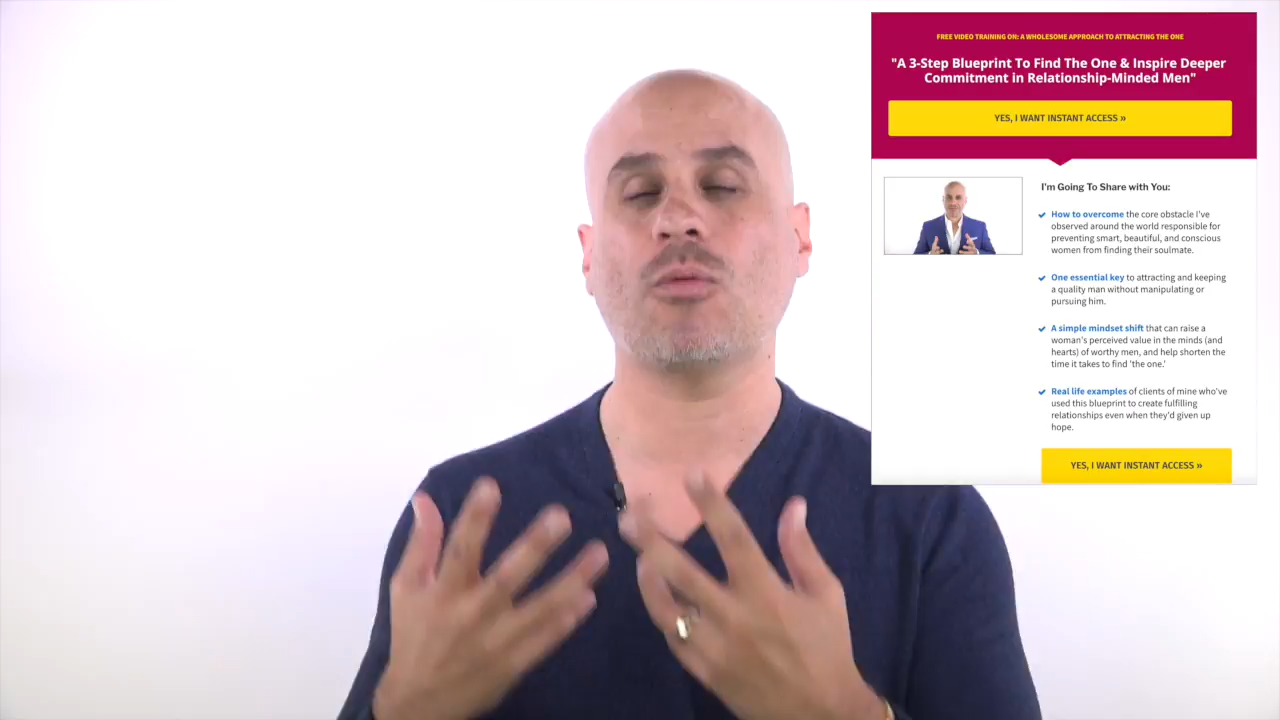 FREE VIDEO TRAINING ON: A WHOLESOME APPROACH TO ATTRACTING THE ONE
"A 3-Step Blueprint To Find The One & Inspire Deeper
Commitment in Relationship-Minded Men"
YES, I WANT INSTANT ACCESS »
I'm Going To Share with You:
How to overcome the core obstacle I've
observed around the world responsible for
preventing smart, beautiful, and conscious
women from finding their soulmate.
One essential key to attracting and keeping
a quality man without manipulating or
pursuing him.
A simple mindset shift that can raise a
woman's perceived value in the minds (and
hearts) of worthy men, and help shorten the
time it takes to find 'the one.'
Real life examples of clients of mine who've
used this blueprint to create fulfilling
relationships even when they'd given up
hope.
YES, I WANT INSTANT ACCESS »